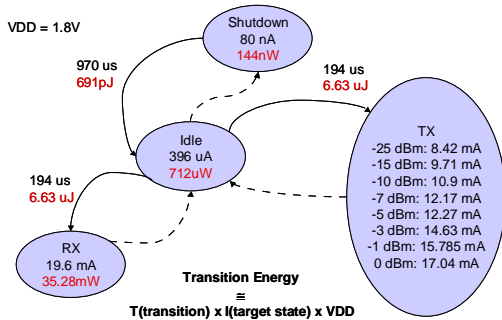 VDD = 1.8V
Shutdown
80 nA
144nW
970 us
691pJ
194 us
6.63 uJ
Idle
396 uA
712uW
TX
-25 dBm: 8.42 mA
-15 dBm: 9.71 mA
-10 dBm: 10.9 mA
-7 dBm: 12.17 mA
-5 dBm: 12.27 mA
-3 dBm: 14.63 mA
-1 dBm: 15.785 mA
0 dBm: 17.04 mA
194 us
6.63 uJ
RX
19.6 mA
35.28mW
Transition Energy
≅
T(transition) x I(target state) x VDD